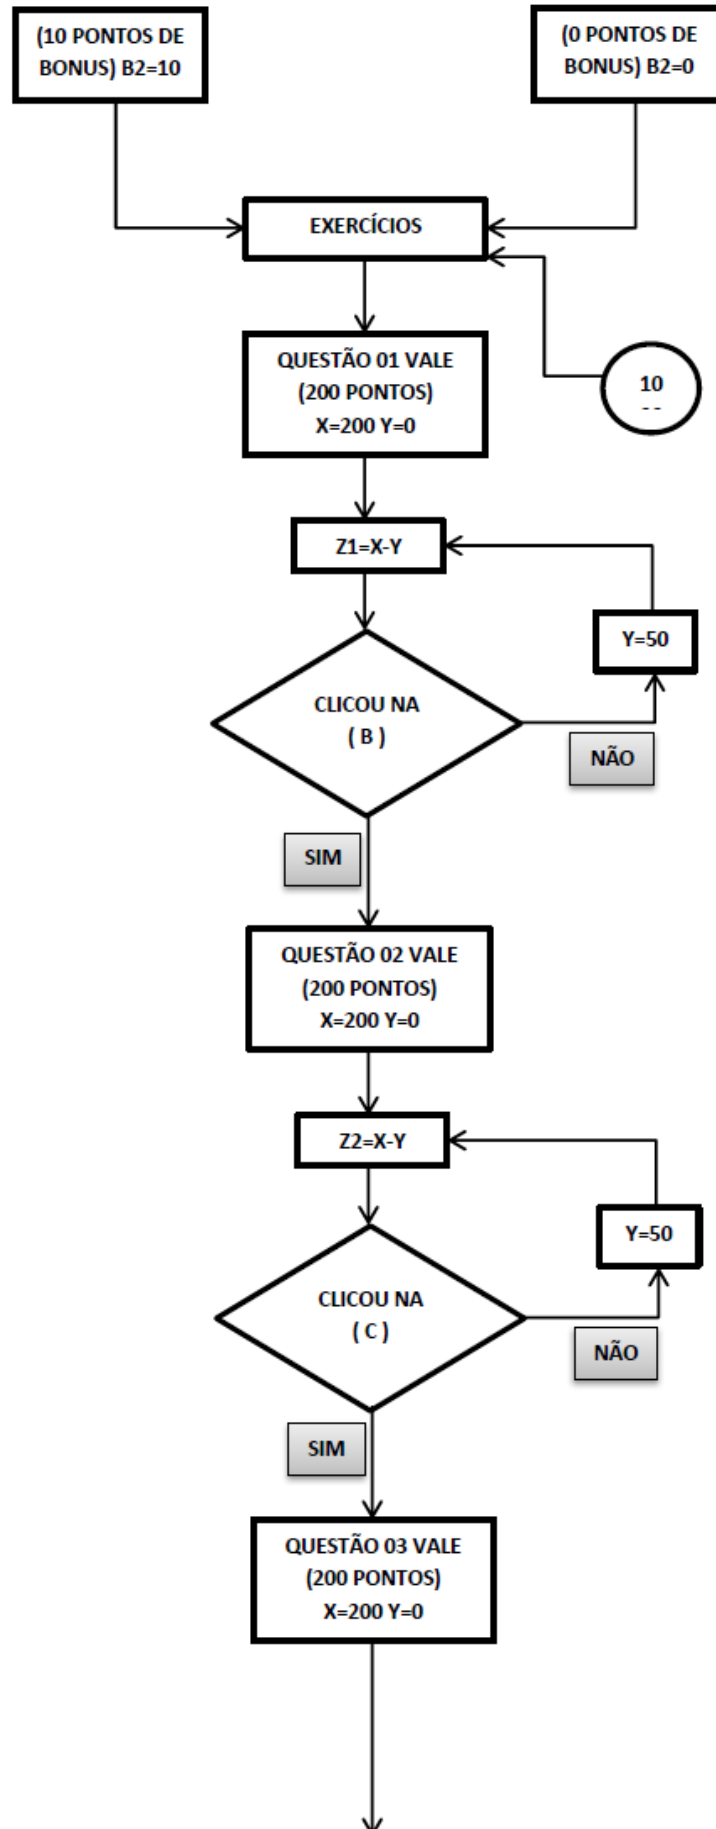 (10 PONTOS DE
BONUS) B2=10
(0 PONTOS DE
BONUS) B2=0
EXERCÍCIOS
QUESTÃO 01 VALE
(200 PONTOS)
X=200 Y=0
10
Z1=X-Y
Y=50
CLICOU NA
( B )
NÃO
SIM
QUESTÃO 02 VALE
(200 PONTOS)
X=200 Y=0
Z2=X-Y
Y=50
CLICOU NA
( C )
NÃO
SIM
QUESTÃO 03 VALE
(200 PONTOS)
X=200 Y=0